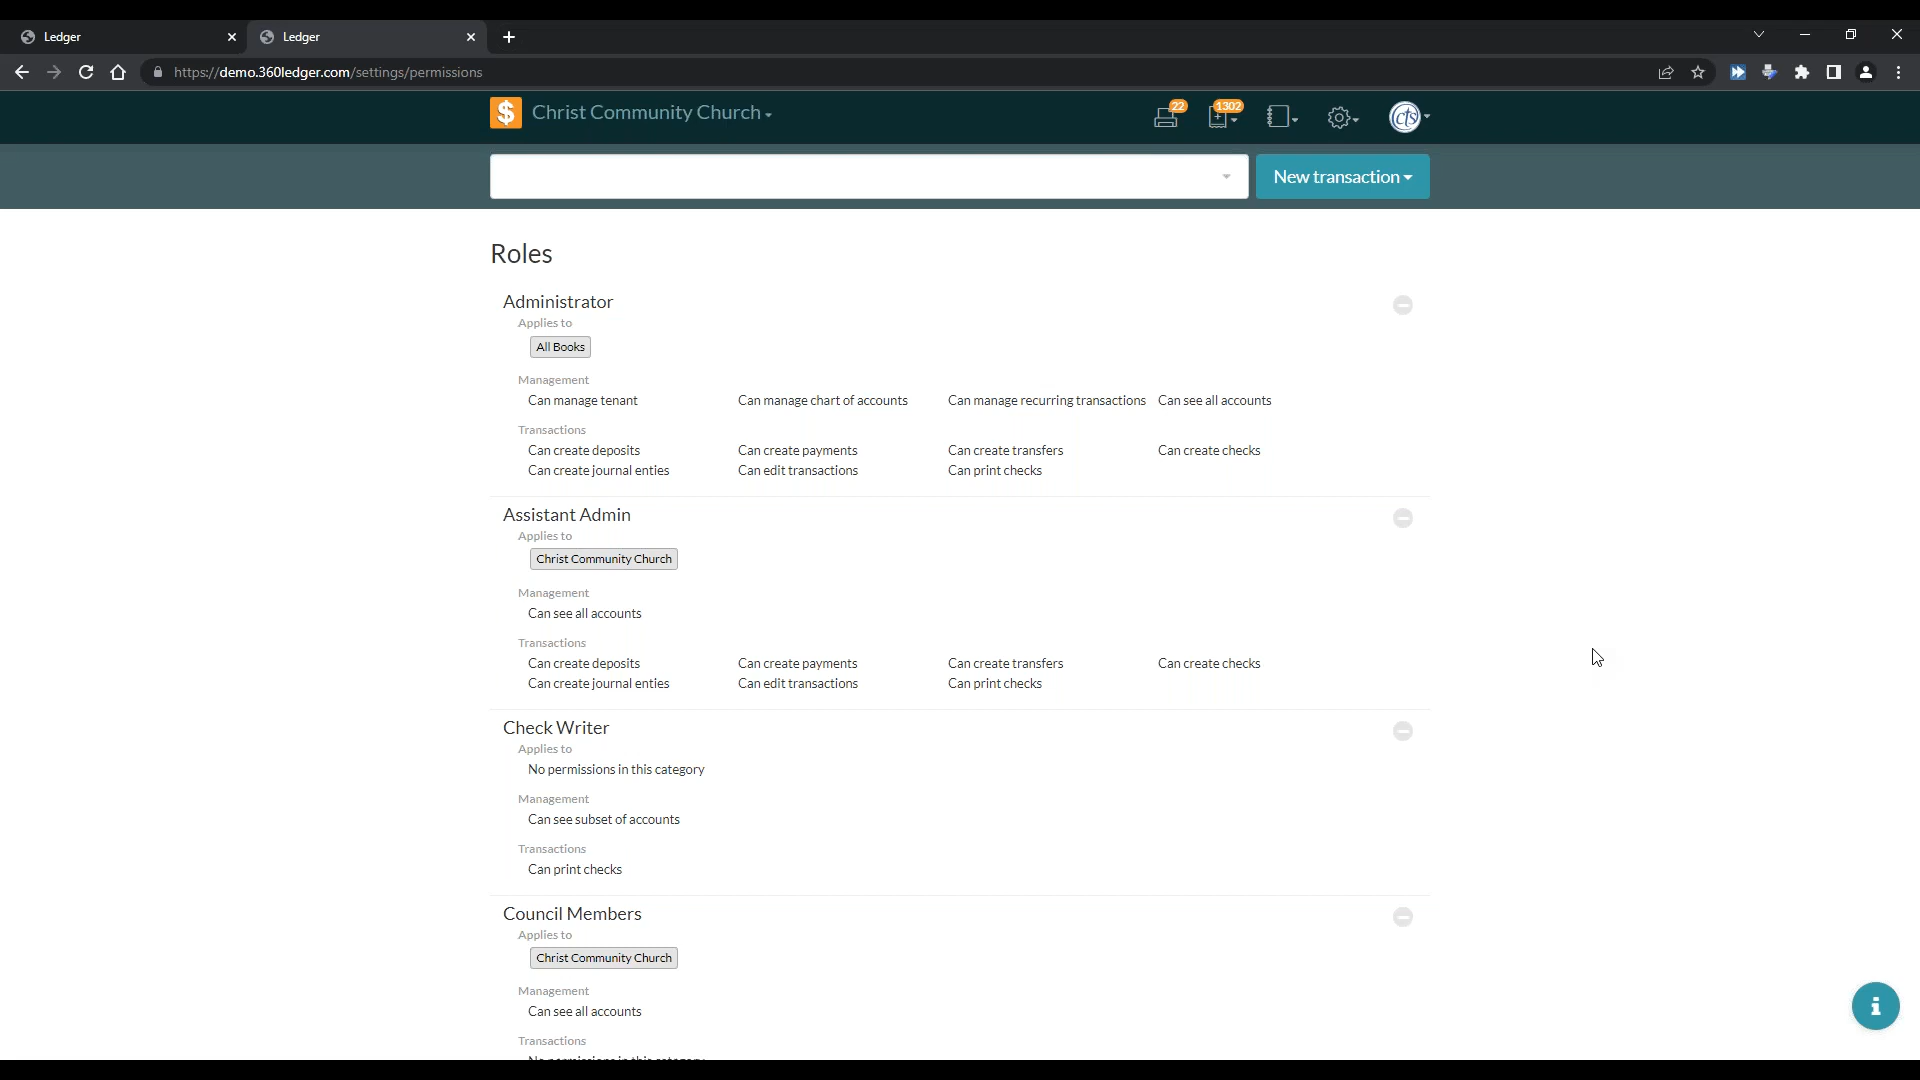 Ledger
Ledger
https://demo.360ledger.com/settings/permissions
$ Christ Community Church
22
1302
cts
New transaction
Roles
Administrator
Applies to
All Books
Management
Can manage tenant Can manage chart of accounts Can manage recurring transactions Can see all accounts
Transactions
Can create deposits Can create payments Can create transfers Can create checks
Can create journal enties Can edit transactions Can print checks
Assistant Admin
Applies to
Christ Community Church
Management
Can see all accounts
Transactions
Can create deposits Can create payments Can create transfers Can create checks
Can create journal enties Can edit transactions Can print checks
Check Writer
Applies to
No permissions in this category
Management
Can see subset of accounts
Transactions
Can print checks
Council Members
Applies to
Christ Community Church
Management
Can see all accounts
Transactions